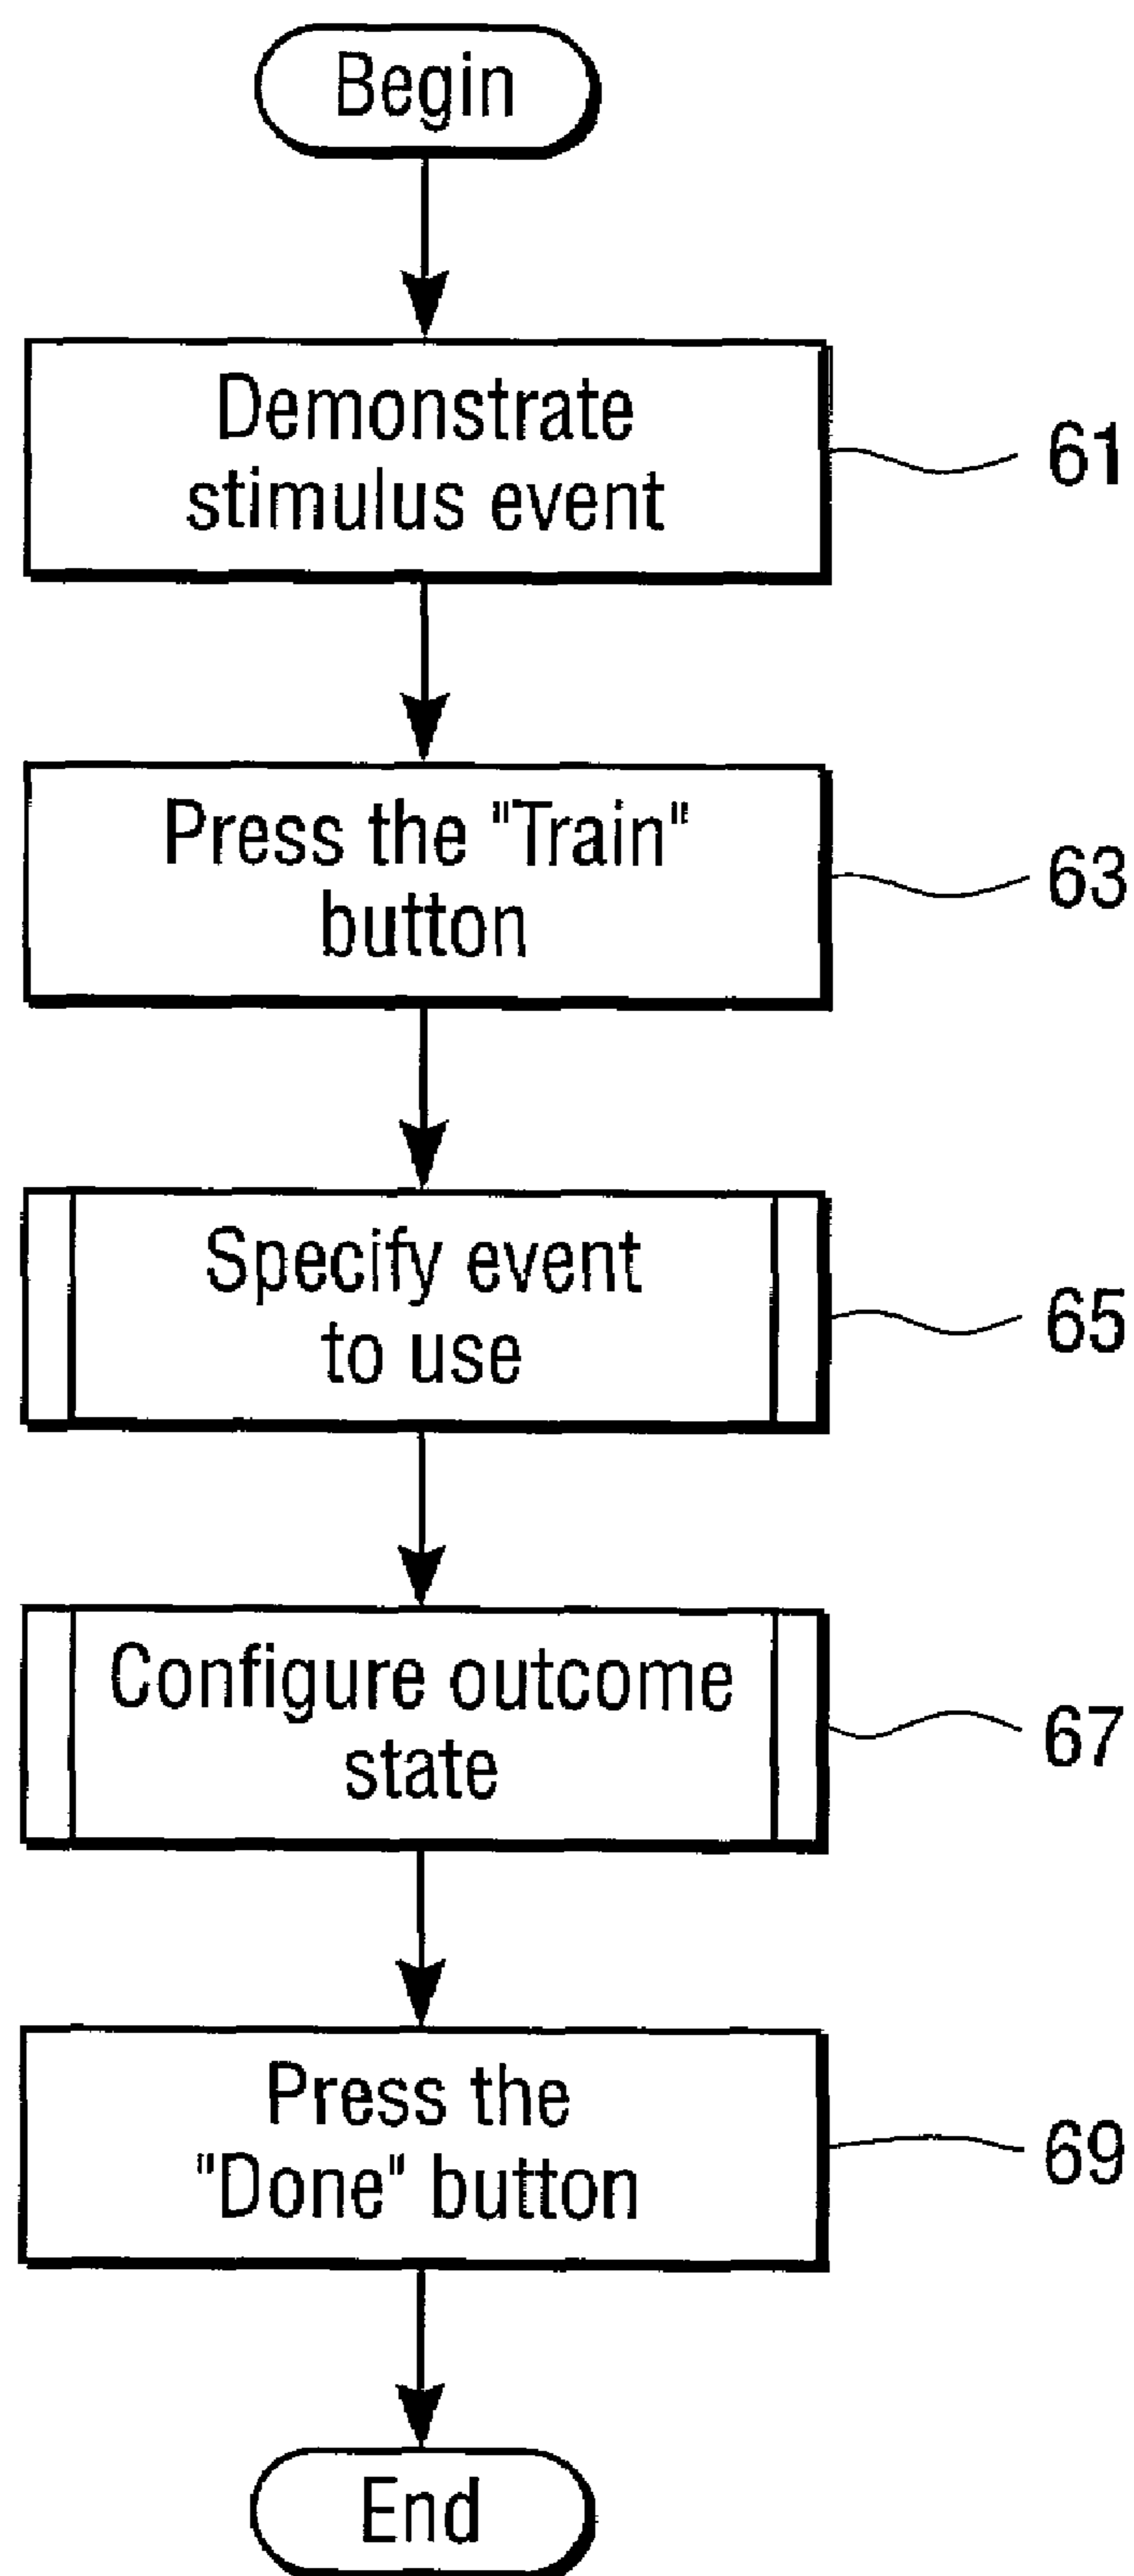 Begin
Demonstrate
stimulus event
61
Press the "Train"
button
63
Specify event
to use
65
Configure outcome
state
67
Press the
"Done" button
69
End